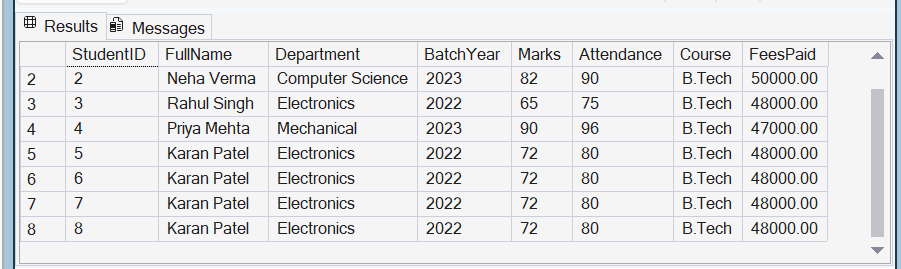 Results Messages
StudentID FullName Department BatchYear Marks Attendance Course FeesPaid
2 2 Neha Verma Computer Science 2023 82 90 B.Tech 50000.00
3 3 Rahul Singh Electronics 2022 65 75 B.Tech 48000.00
4 4 Priya Mehta Mechanical 2023 90 96 B.Tech 47000.00
5 5 Karan Patel Electronics 2022 72 80 B.Tech 48000.00
6 6 Karan Patel Electronics 2022 72 80 B.Tech 48000.00
7 7 Karan Patel Electronics 2022 72 80 B.Tech 48000.00
8 8 Karan Patel Electronics 2022 72 80 B.Tech 48000.00